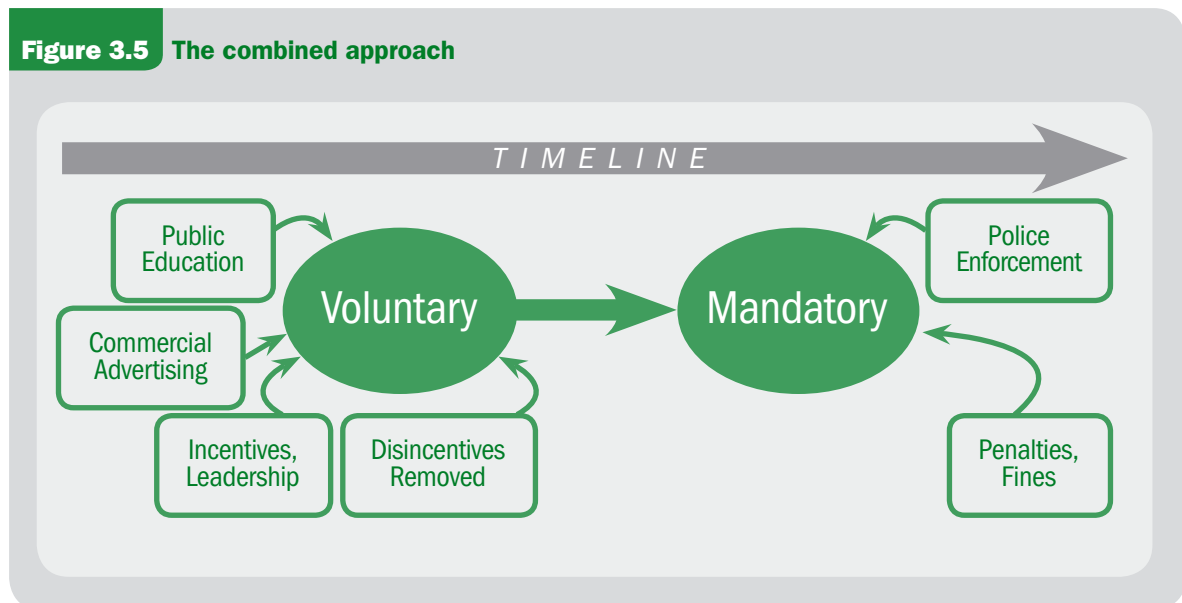 Figure 3.5 The combined approach
TIMELINE
Public
Education
Voluntary
Mandatory
Police
Enforcement
Commercial
Advertising
Incentives,
Leadership
Disincentives
Removed
Penalties,
Fines